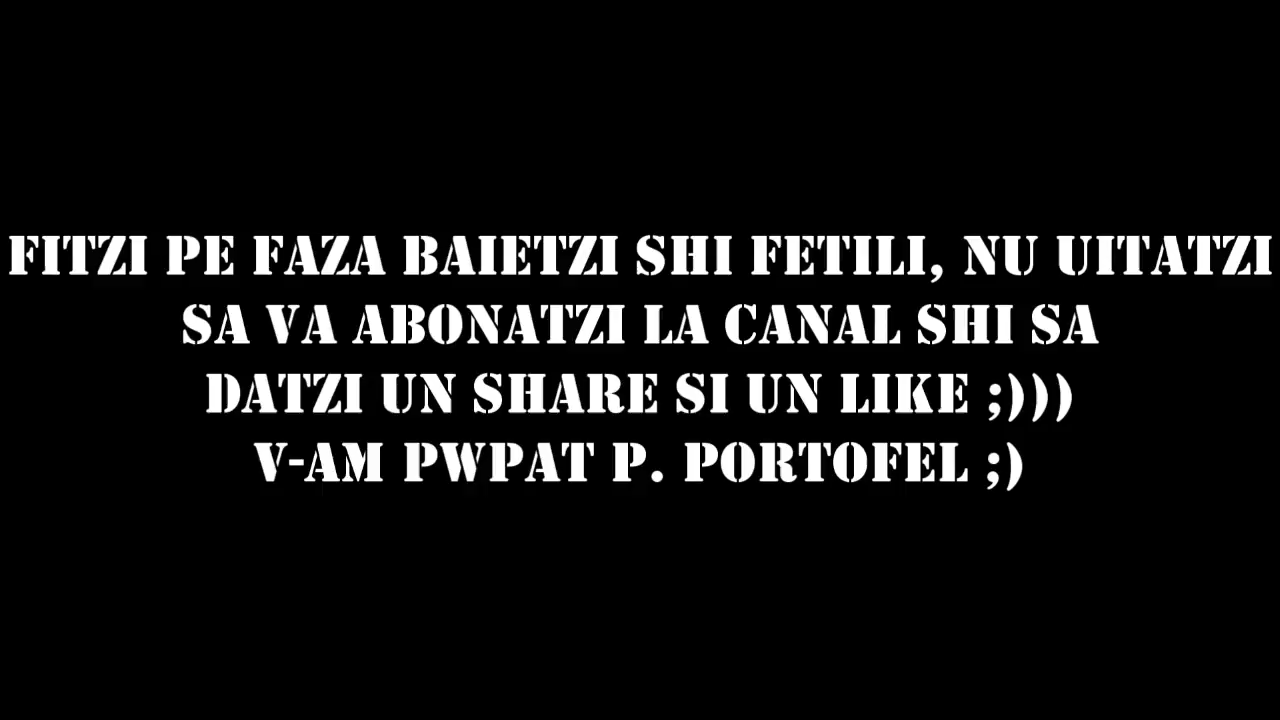 FITZI PE FAZA BAIETZI SHI FETILI, NU UITATZI
SA VA ABONATZI LA CANAL SHI SA
DATZI UN SHARE SI UN LIKE ;)))
V-AM PWPAT P. PORTOFEL ;)